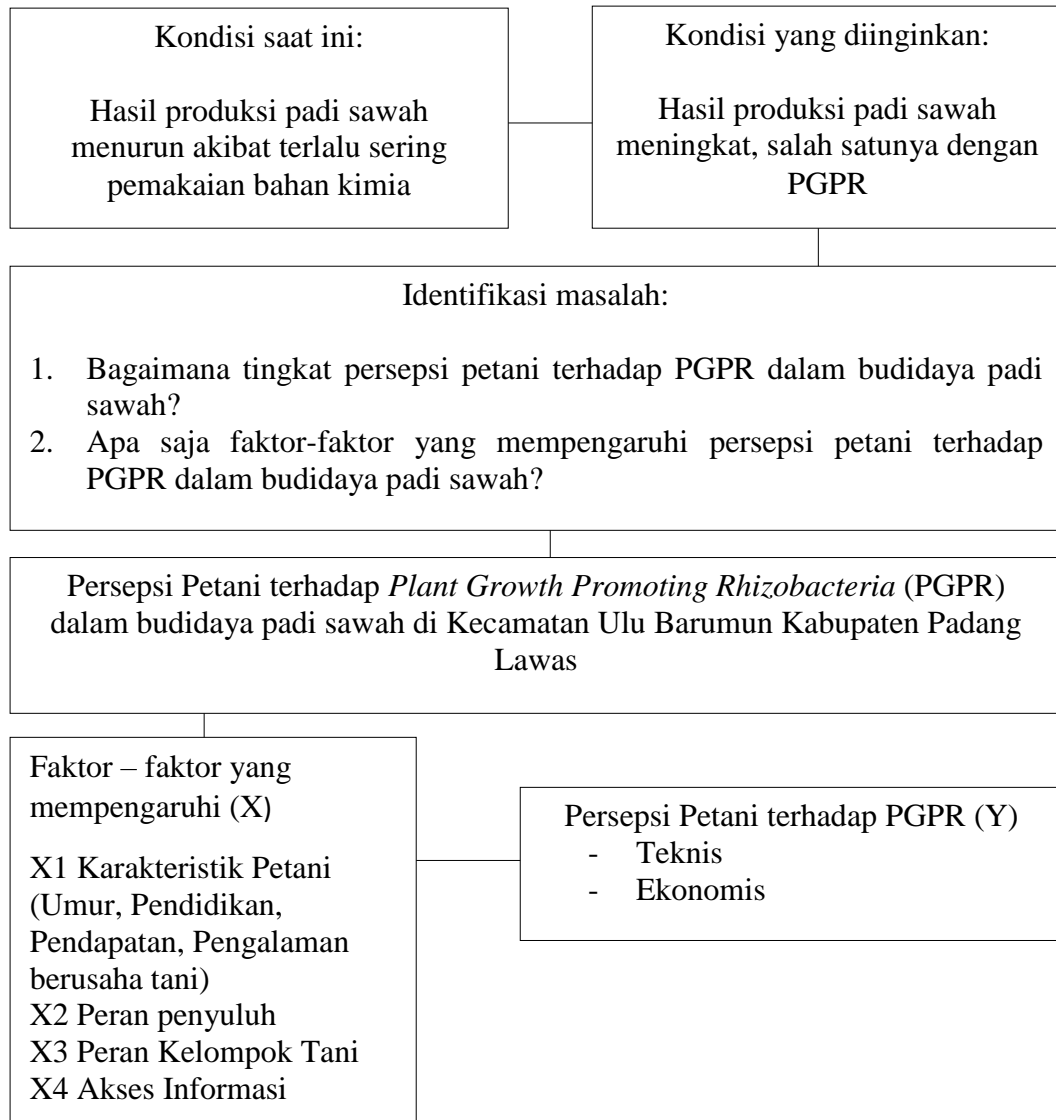 Kondisi saat ini:
Hasil produksi padi sawah
menurun akibat terlalu sering
pemakaian bahan kimia
Kondisi yang diinginkan:
Hasil produksi padi sawah
meningkat, salah satunya dengan
PGPR
Identifikasi masalah:
1. Bagaimana tingkat persepsi petani terhadap PGPR dalam budidaya padi
sawah?
2. Apa saja faktor-faktor yang mempengaruhi persepsi petani terhadap
PGPR dalam budidaya padi sawah?
Persepsi Petani terhadap Plant Growth Promoting Rhizobacteria (PGPR)
dalam budidaya padi sawah di Kecamatan Ulu Barumun Kabupaten Padang
Lawas
Faktor – faktor yang
mempengaruhi (X)
X1 Karakteristik Petani
(Umur, Pendidikan,
Pendapatan, Pengalaman
berusaha tani)
X2 Peran penyuluh
X3 Peran Kelompok Tani
X4 Akses Informasi
Persepsi Petani terhadap PGPR (Y)
- Teknis
- Ekonomis